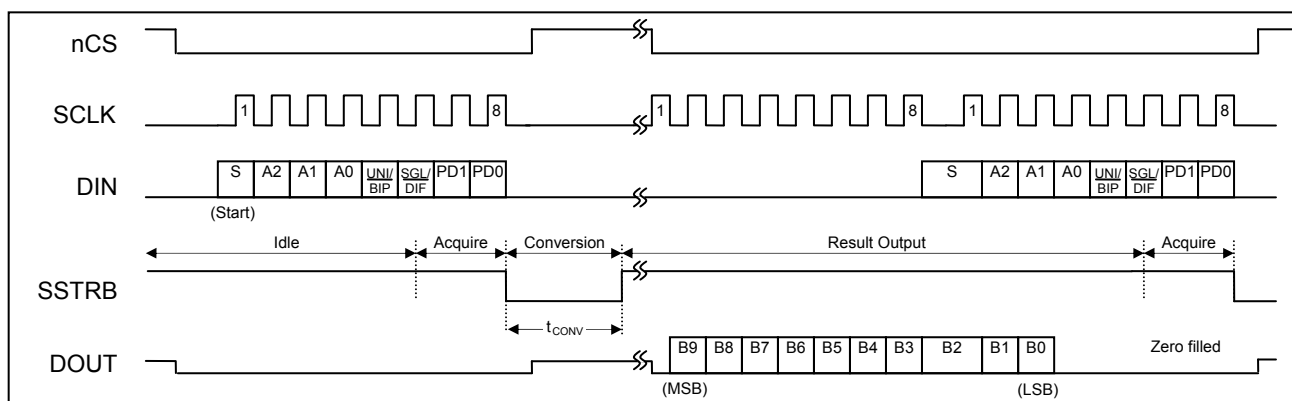 nCS
SCLK
1 8 1 8 1 8
DIN
S A2 A1 A0 UNI/BIP SGL/DIF PD1 PD0 S A2 A1 A0 UNI/BIP SGL/DIF PD1 PD0
(Start)
Idle Acquire Conversion Result Output Acquire
SSTRB
tCONV
DOUT
B9 B8 B7 B6 B5 B4 B3 B2 B1 B0 Zero filled
(MSB) (LSB)